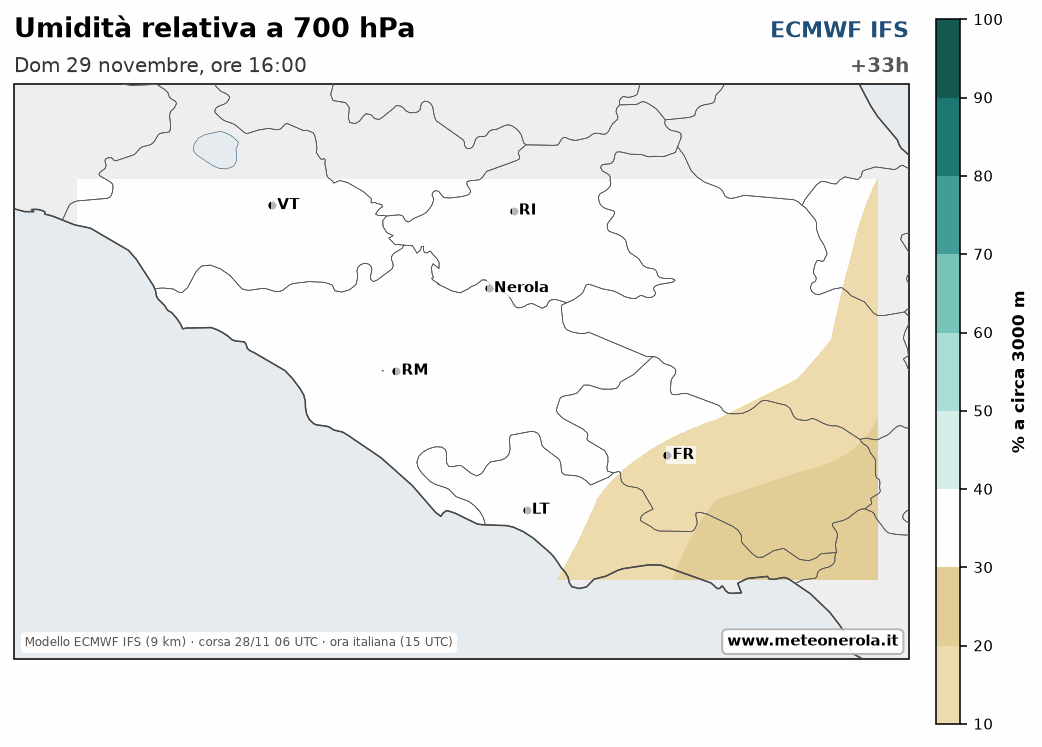 Umidità relativa a 700 hPa
ECMWF IFS
Dom 29 novembre, ore 16:00
+33h
100
90
80
70
60
50
40
30
20
10
% a circa 3000 m
VT
RI
Nerola
RM
FR
LT
Modello ECMWF IFS (9 km) · corsa 28/11 06 UTC · ora italiana (15 UTC)
www.meteonerola.it